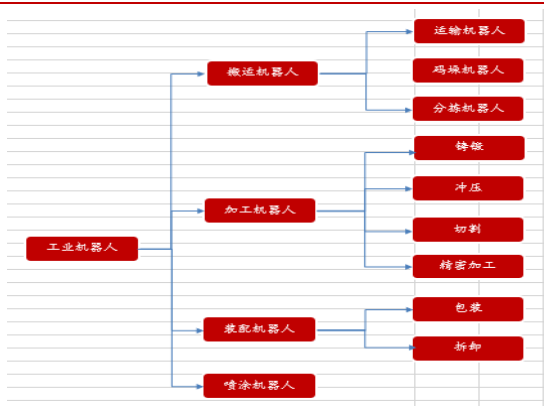 运输机器人
搬运机器人
码垛机器人
分拣机器人
铸锻
冲压
加工机器人
切割
工业机器人
精密加工
包装
装配机器人
拆卸
喷涂机器人